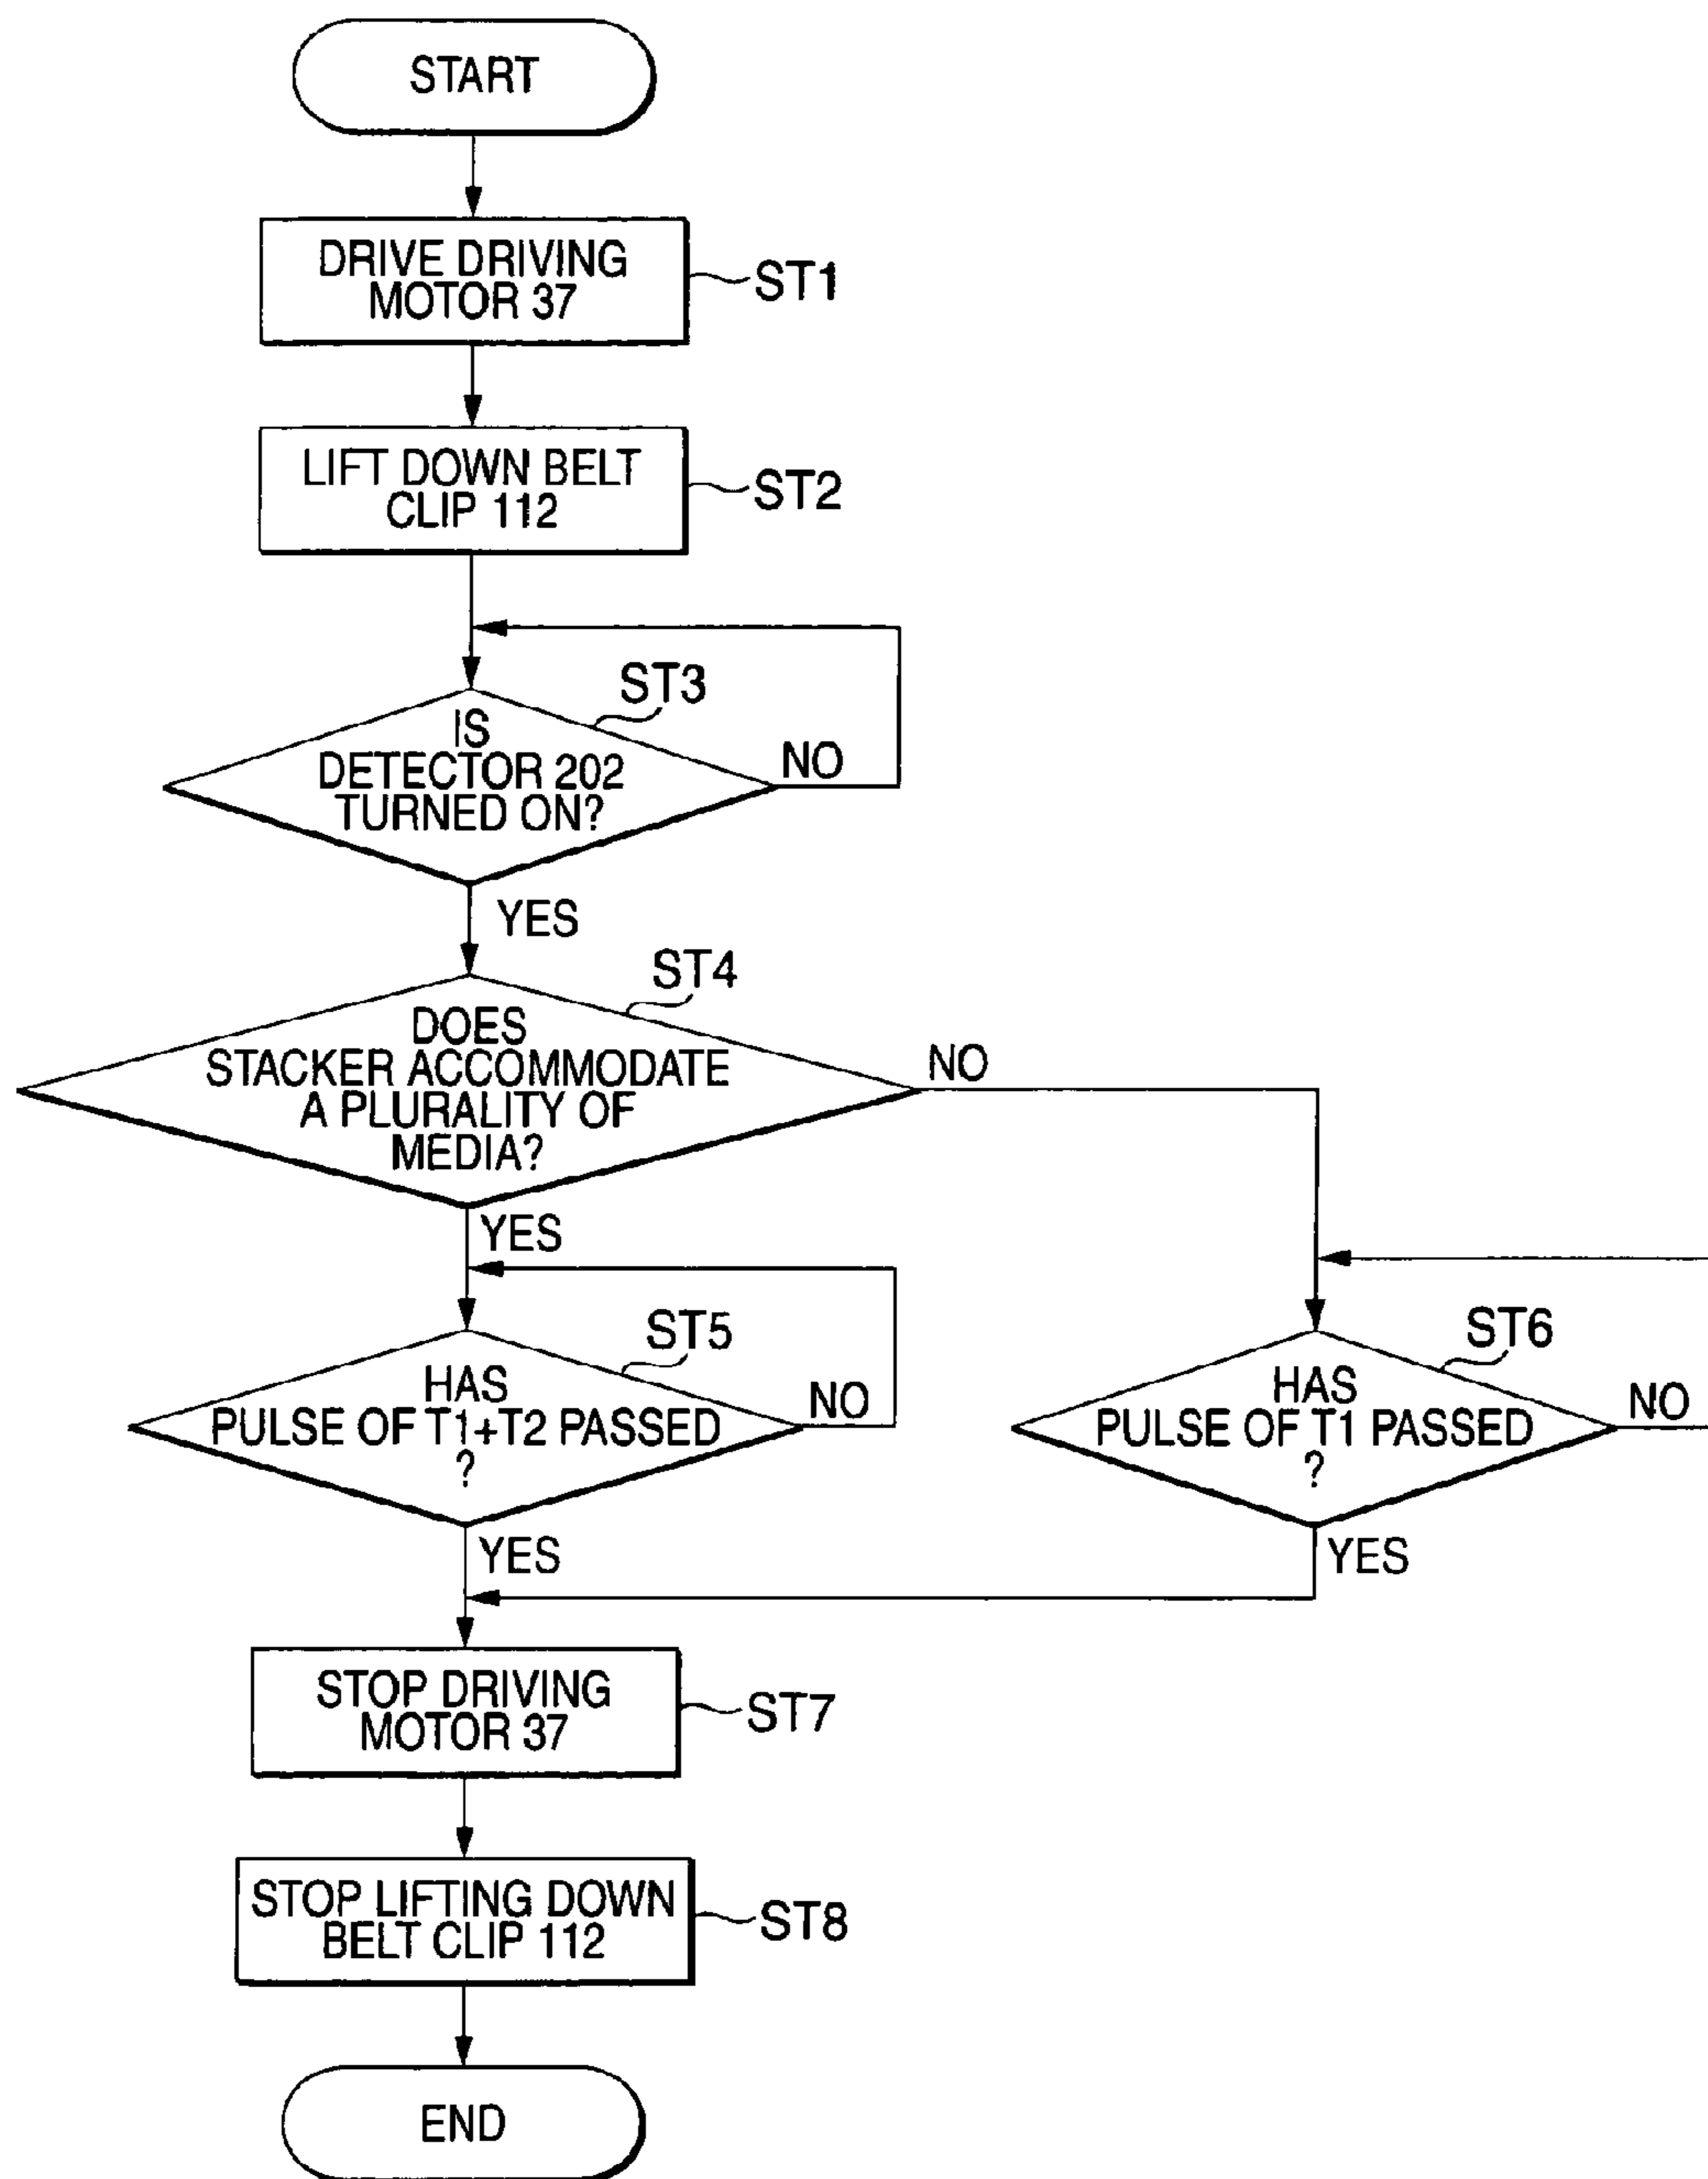 START
DRIVE DRIVING
MOTOR 37
ST1
LIFT DOWN BELT
CLIP 112
ST2
ST3
IS
DETECTOR 202
TURNED ON?
NO
YES
ST4
DOES
STACKER ACCOMMODATE
A PLURALITY OF
MEDIA?
NO
YES
ST5
HAS
PULSE OF T1+T2 PASSED
?
NO
YES
ST6
HAS
PULSE OF T1 PASSED
?
NO
YES
STOP DRIVING
MOTOR 37
ST7
STOP LIFTING DOWN
BELT CLIP 112
ST8
END